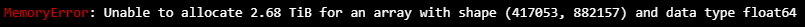 MemoryError: Unable to allocate 2.68 TiB for an array with shape (417053, 882157) and data type float64